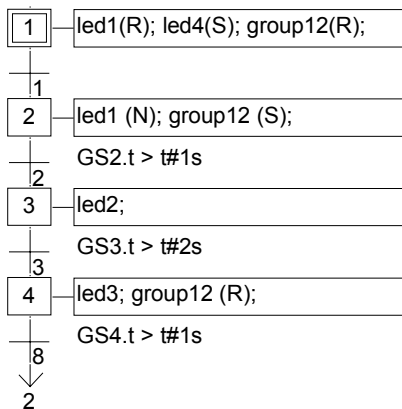 1 led1(R); led4(S); group12(R);
1
2 led1 (N); group12 (S);
GS2.t > t#1s
2
3 led2;
GS3.t > t#2s
3
4 led3; group12 (R);
GS4.t > t#1s
8
2